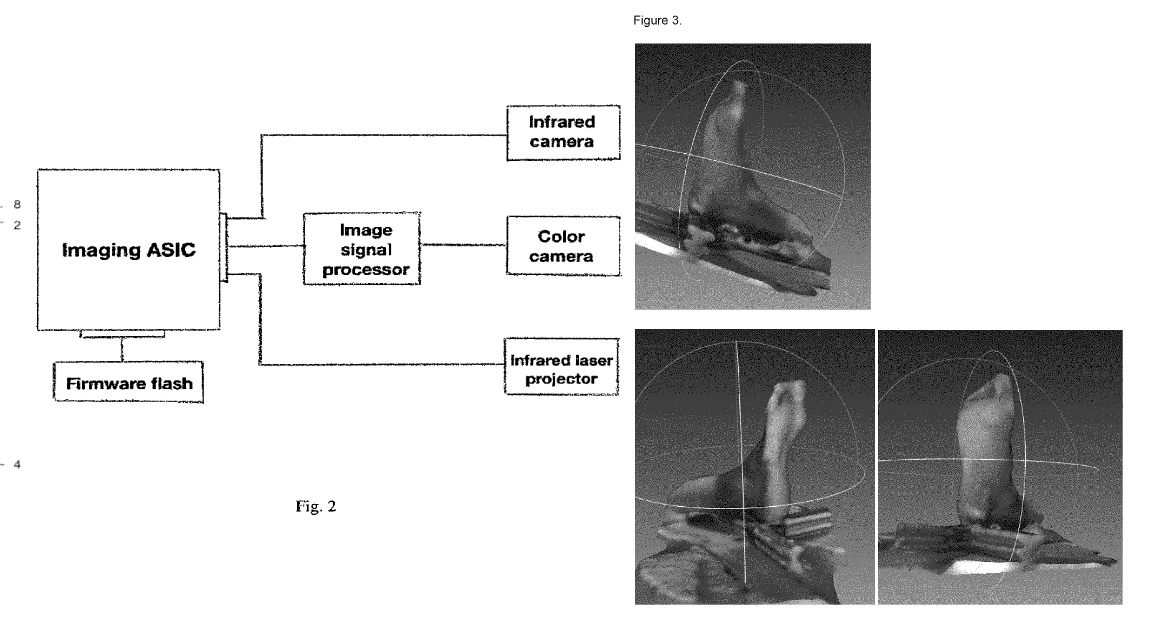 Figure 3.
Infrared
camera
8
2
Imaging ASIC
Image
signal
processor
Color
camera
Infrared laser
projector
Firmware flash
4
Fig. 2